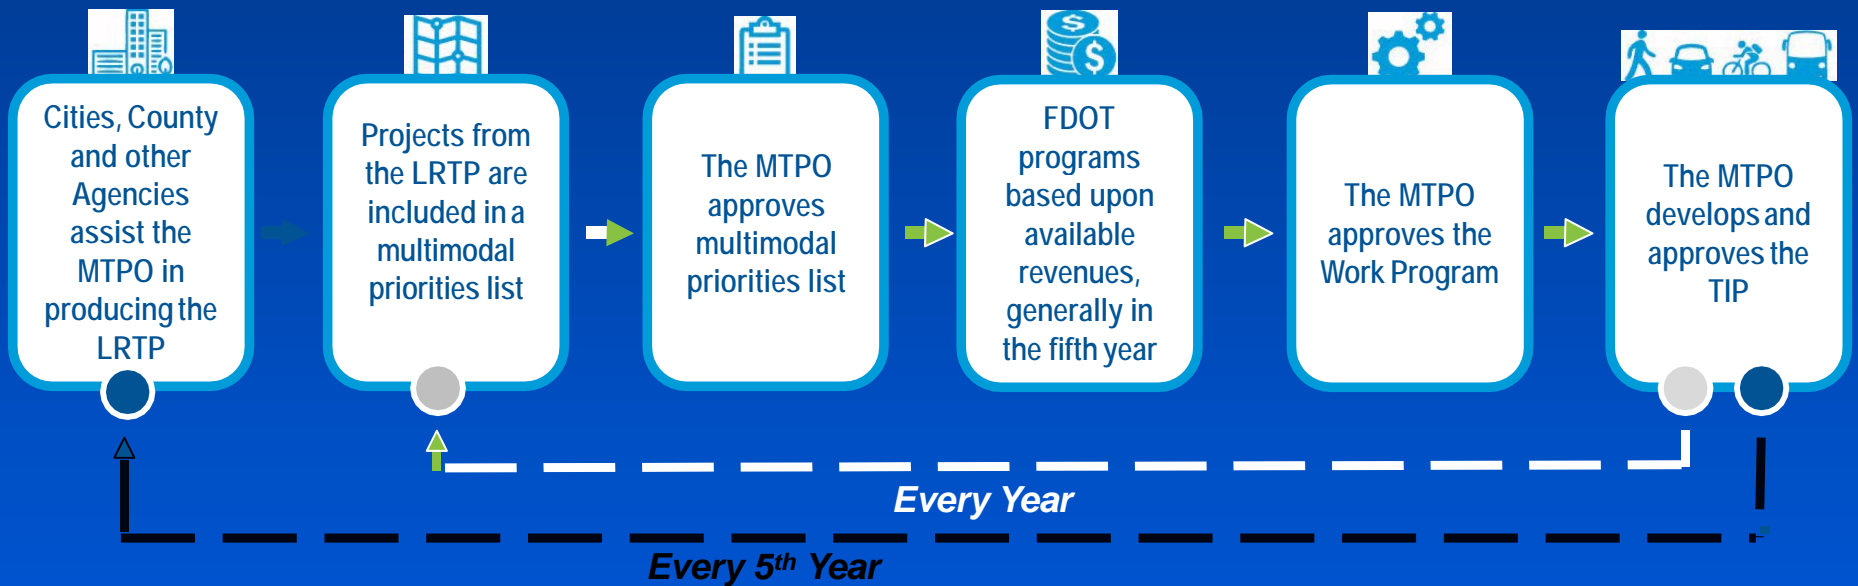 Cities, County
and other
Agencies
assist the
MTPO in
producing the
LRTP
Projects from
the LRTP are
included in a
multimodal
priorities list
The MTPO
approves
multimodal
priorities list
FDOT
programs
based upon
available
revenues,
generally in
the fifth year
The MTPO
approves the
Work Program
The MTPO
develops and
approves the
TIP
Every Year
Every 5th Year